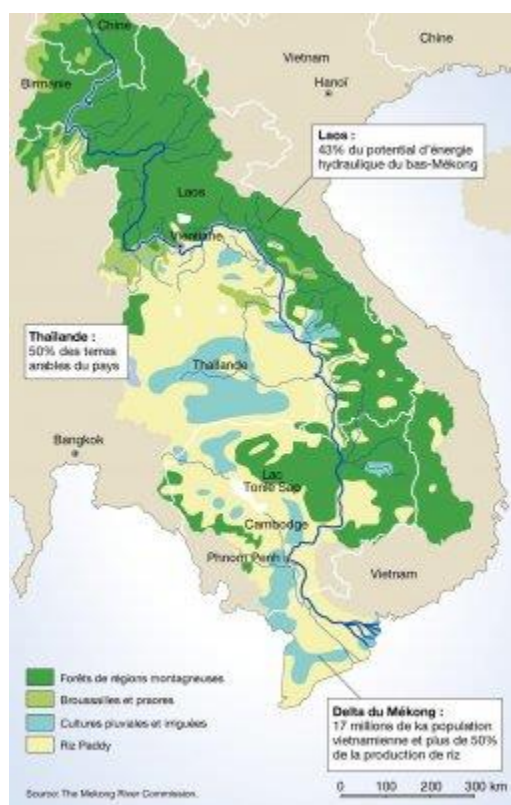 Chine
Vietnam
Chine
Birmanie
Hanoï
Laos :
43% du potential d'énergie
hydraulique du bas-Mékong
Laos
Vientiane
Thaïlande :
50% des terres
arables du pays
Thaïlande
Bangkok
Lac
Tonle Sap
Cambodge
Phnom Penh
Vietnam
Forêts de régions montagneuses
Broussailles et praores
Cultures pluviales et irriguées
Riz Paddy
Delta du Mékong :
17 millions de ka population
vietnamienne et plus de 50%
de la production de riz
Source: The Mekong River Commission.
0 100 200 300 km